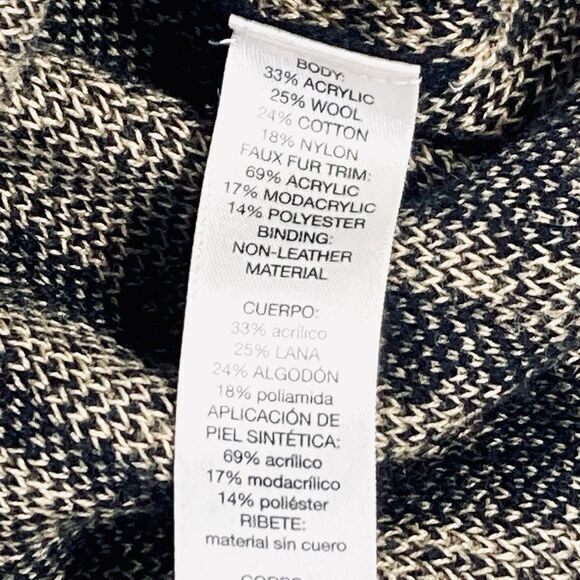 BODY:
33% ACRYLIC
25% WOOL
24% COTTON
18% NYLON
FAUX FUR TRIM:
69% ACRYLIC
17% MODACRYLIC
14% POLYESTER
BINDING:
NON-LEATHER
MATERIAL
CUERPO:
33% acrílico
25% LANA
24% ALGODÓN
18% poliamida
APLICACIÓN DE
PIEL SINTÉTICA:
69% acrílico
17% modacrílico
14% poliéster
RIBETE:
material sin cuero